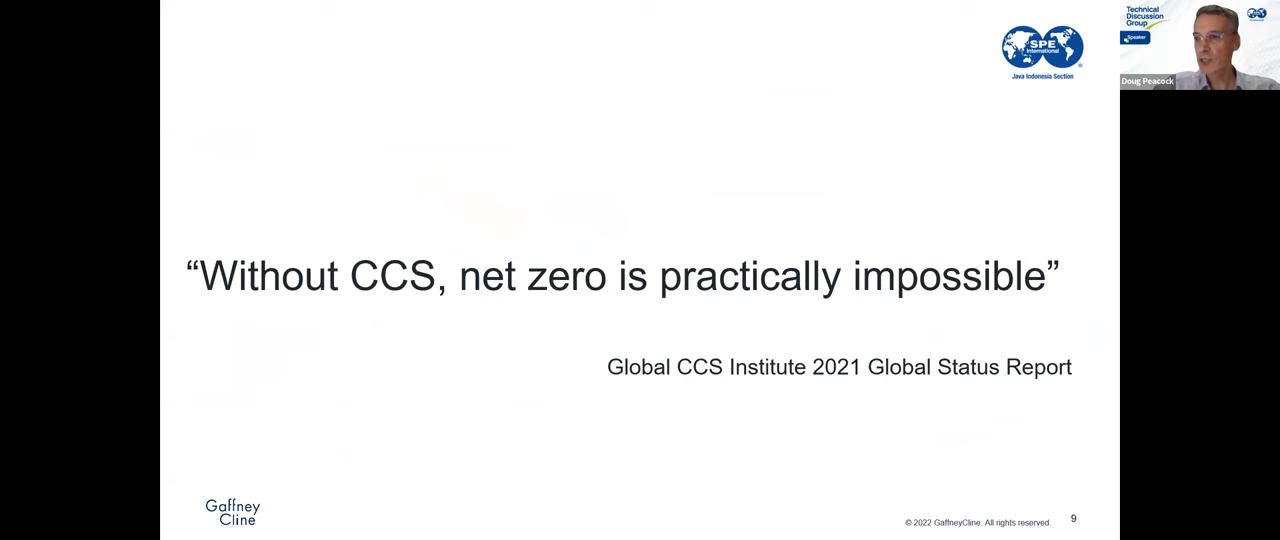 SPE
International
®
Java Indonesia Section
Technical
Discussion
Group
Speaker
Doug Peacock
“Without CCS, net zero is practically impossible”
Global CCS Institute 2021 Global Status Report
Gaffney
Cline
© 2022 GaffneyCline. All rights reserved.
9